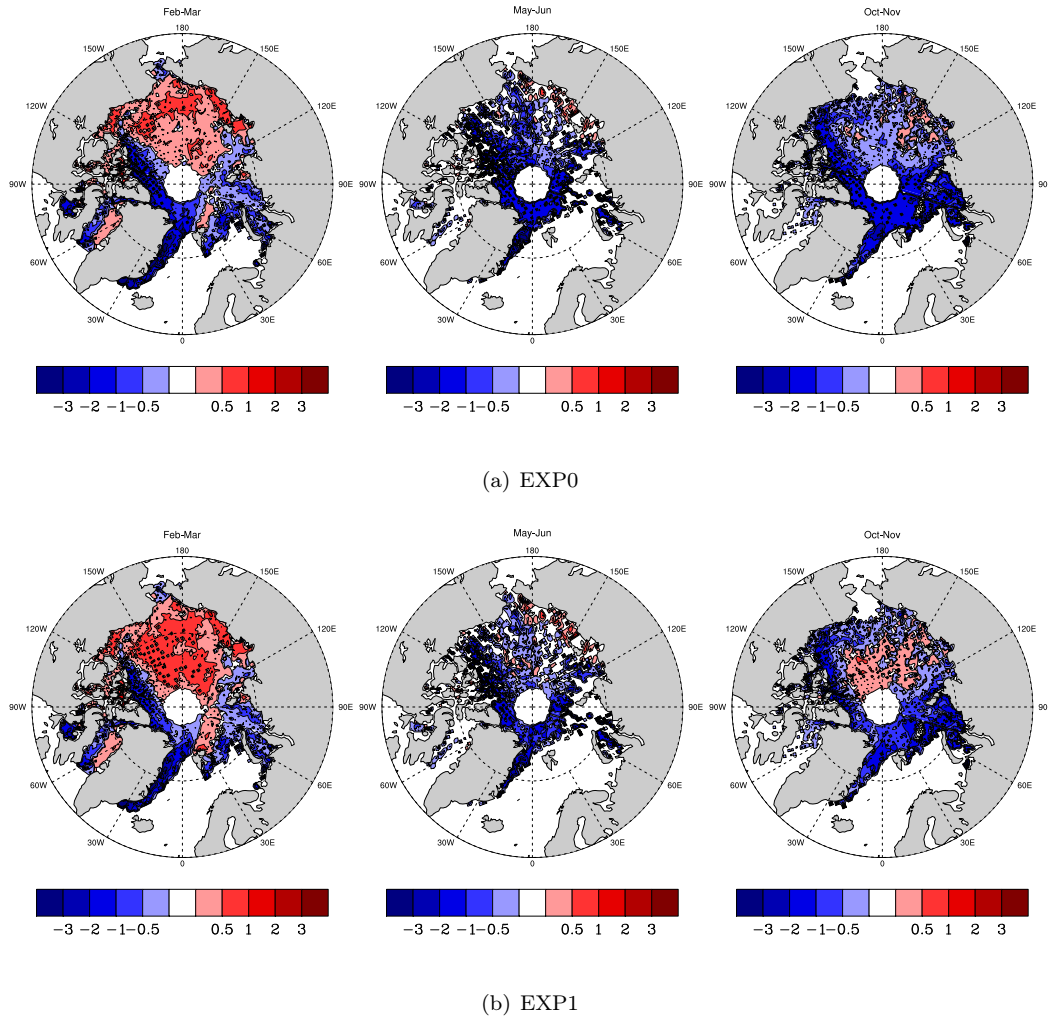 Feb-Mar May-Jun Oct-Nov
180 180 180
150W 150E 150W 150E 150W 150E
120W 120E 120W 120E 120W 120E
90W 90E 90W 90E 90W 90
60W 60E 60W 60E 60W 60E
30W 30E 30W 30E 30W 30E
0 0 0
-3 -2 -1 -0.5 0.5 1 2 3 -3 -2 -1 -0.5 0.5 1 2 3 -3 -2 -1 -0.5 0.5 1 2 3
(a) EXP0
Feb-Mar May-Jun Oct-Nov
180 180 180
150W 150E 150W 150E 150W 150E
120W 120E 120W 120E 120W 120E
90W 90E 90W 90E 90W 90
60W 60E 60W 60E 60W 60E
30W 30E 30W 30E 30W 30E
0 0 0
-3 -2 -1 -0.5 0.5 1 2 3 -3 -2 -1 -0.5 0.5 1 2 3 -3 -2 -1 -0.5 0.5 1 2 3
(b) EXP1